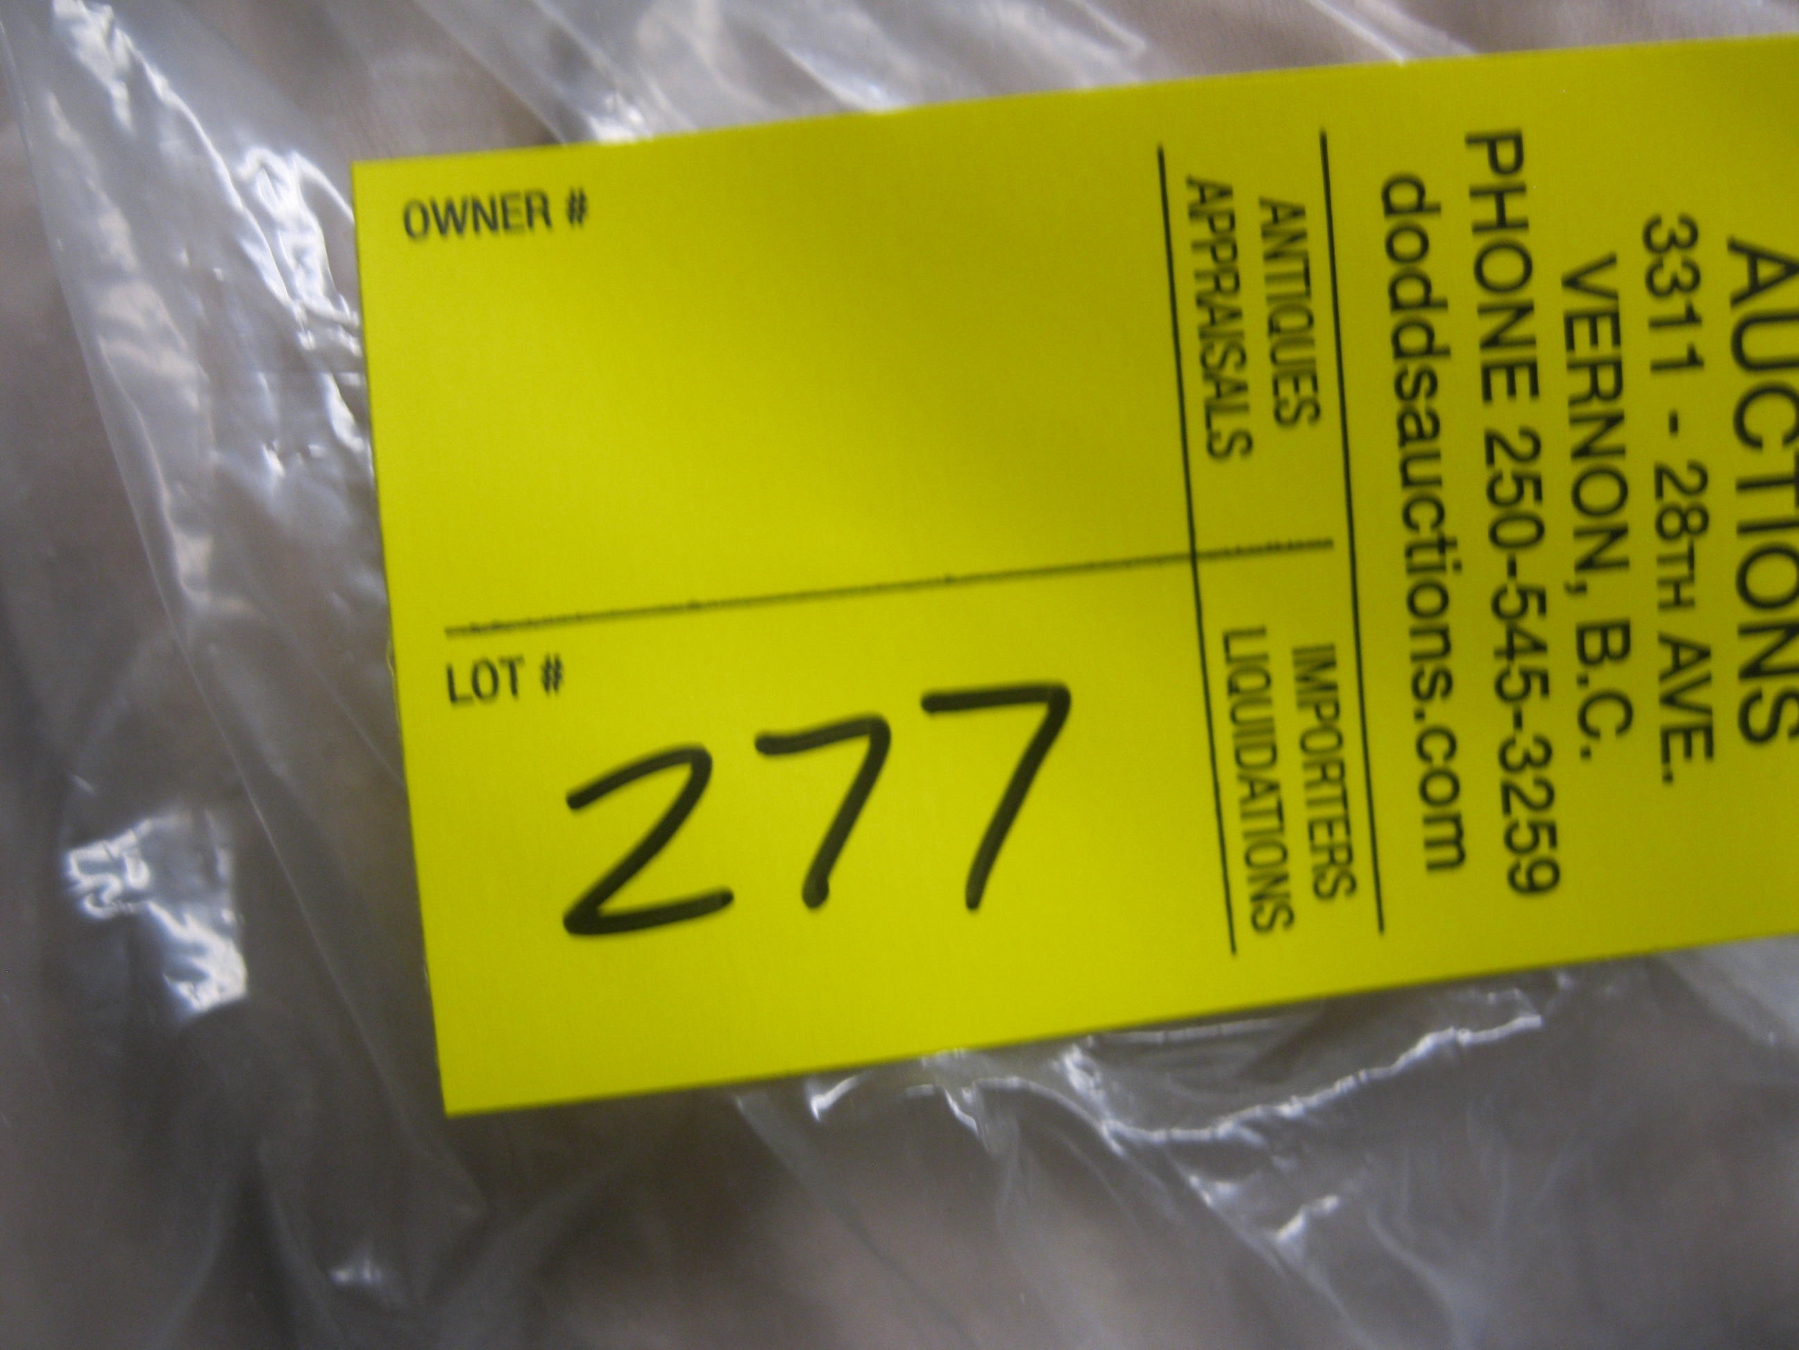 AUCTIONS
3311 - 28TH AVE.
VERNON, B.C.
PHONE 250-545-3259
doddsauctions.com
ANTIQUES IMPORTERS
APPRAISALS LIQUIDATIONS
OWNER #
LOT # 277